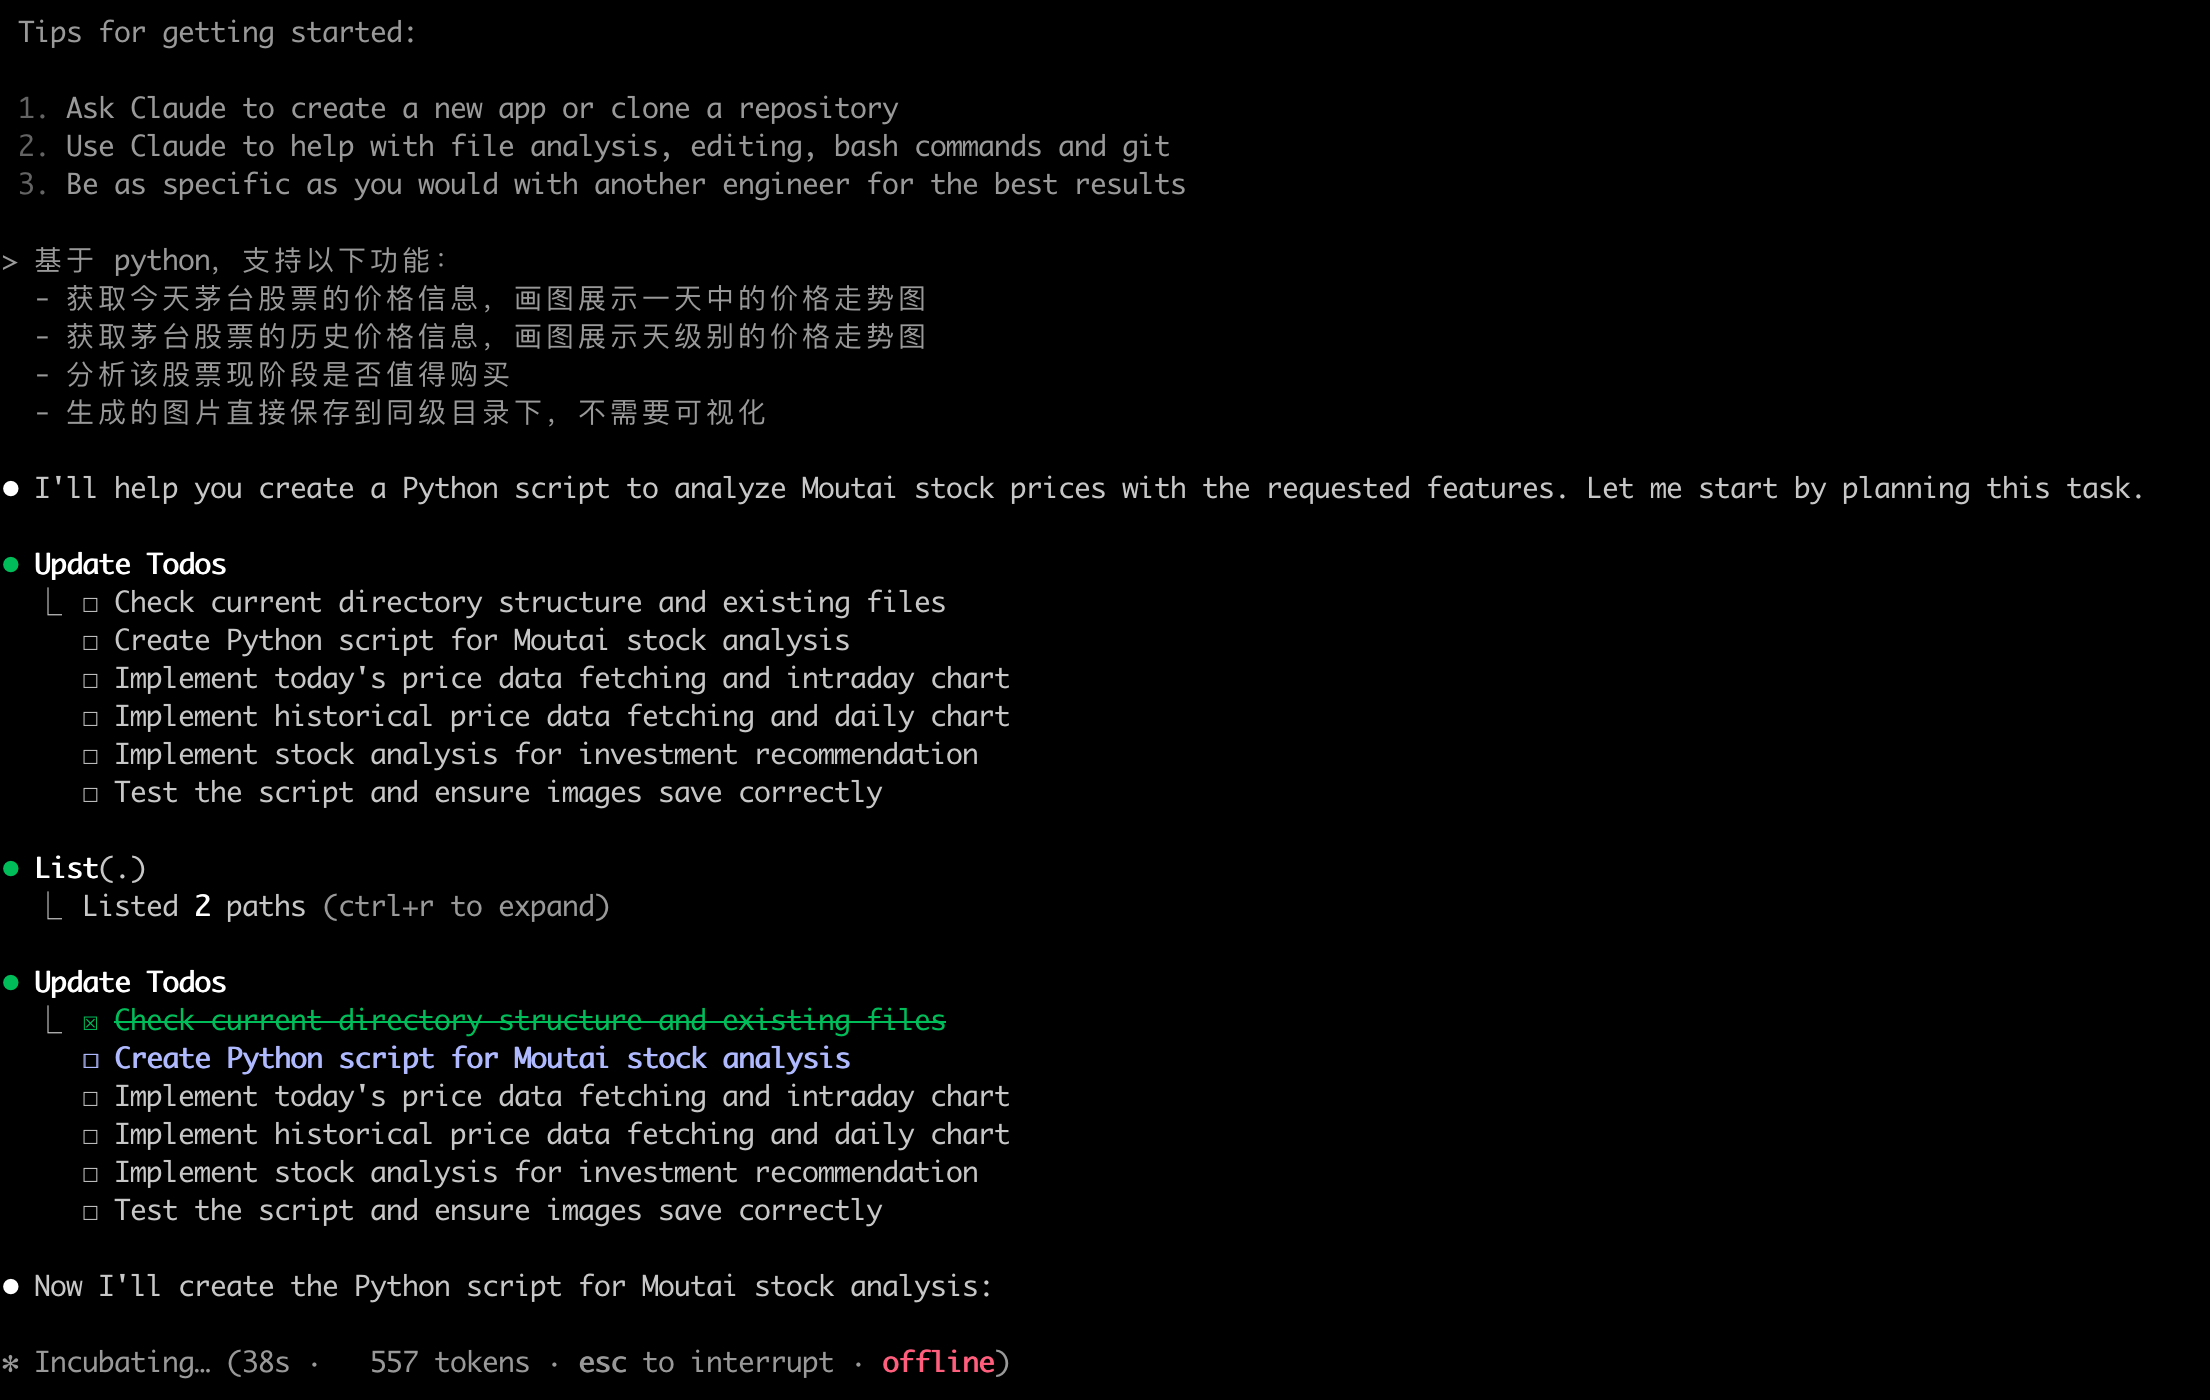 Tips for getting started:
1. Ask Claude to create a new app or clone a repository
2. Use Claude to help with file analysis, editing, bash commands and git
3. Be as specific as you would with another engineer for the best results
> 基于 python, 支持以下功能：
- 获取今天茅台股票的价格信息，画图展示一天中的价格走势图
- 获取茅台股票的历史价格信息，画图展示天级别的价格走势图
- 分析该股票现阶段是否值得购买
- 生成的图片直接保存到同级目录下，不需要可视化
● I'll help you create a Python script to analyze Moutai stock prices with the requested features. Let me start by planning this task.
● Update Todos
⎿ ☐ Check current directory structure and existing files
☐ Create Python script for Moutai stock analysis
☐ Implement today's price data fetching and intraday chart
☐ Implement historical price data fetching and daily chart
☐ Implement stock analysis for investment recommendation
☐ Test the script and ensure images save correctly
● List(.)
⎿ Listed 2 paths (ctrl+r to expand)
● Update Todos
⎿ ☒ Check current directory structure and existing files
☐ Create Python script for Moutai stock analysis
☐ Implement today's price data fetching and intraday chart
☐ Implement historical price data fetching and daily chart
☐ Implement stock analysis for investment recommendation
☐ Test the script and ensure images save correctly
● Now I'll create the Python script for Moutai stock analysis:
✻ Incubating… (38s · 557 tokens · esc to interrupt · offline)